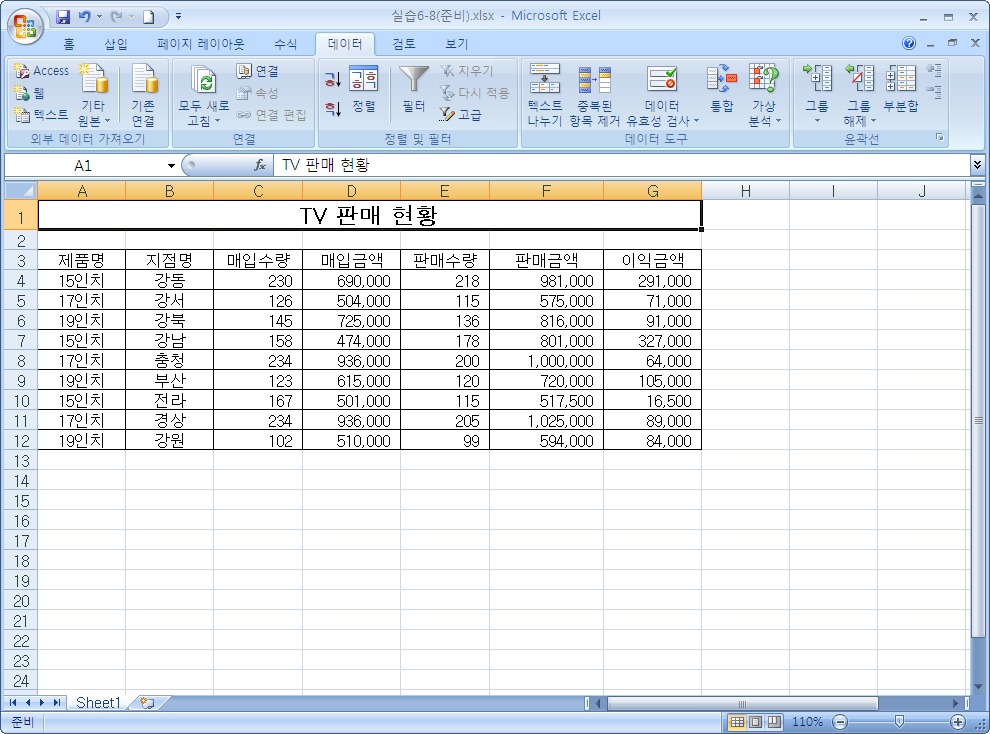 실습6-8(준비).xlsx - Microsoft Excel
홈 삽입 페이지 레이아웃 수식 데이터 검토 보기
Access
웹
텍스트
기타 원본
기존 연결
외부 데이터 가져오기
모두 새로 고침
연결
속성
연결 편집
연결
정렬
필터
지우기
다시 적용
고급
정렬 및 필터
텍스트 나누기
중복된 항목 제거
데이터 유효성 검사
통합
가상 분석
데이터 도구
그룹
그룹 해제
부분합
윤곽선
A1 fx TV 판매 현황
A B C D E F G H I J
1 TV 판매 현황
2
3 제품명 지점명 매입수량 매입금액 판매수량 판매금액 이익금액
4 15인치 강동 230 690,000 218 981,000 291,000
5 17인치 강서 126 504,000 115 575,000 71,000
6 19인치 강북 145 725,000 136 816,000 91,000
7 15인치 강남 158 474,000 178 801,000 327,000
8 17인치 충청 234 936,000 200 1,000,000 64,000
9 19인치 부산 123 615,000 120 720,000 105,000
10 15인치 전라 167 501,000 115 517,500 16,500
11 17인치 경상 234 936,000 205 1,025,000 89,000
12 19인치 강원 102 510,000 99 594,000 84,000
13
14
15
16
17
18
19
20
21
22
23
24
Sheet1
준비 110%